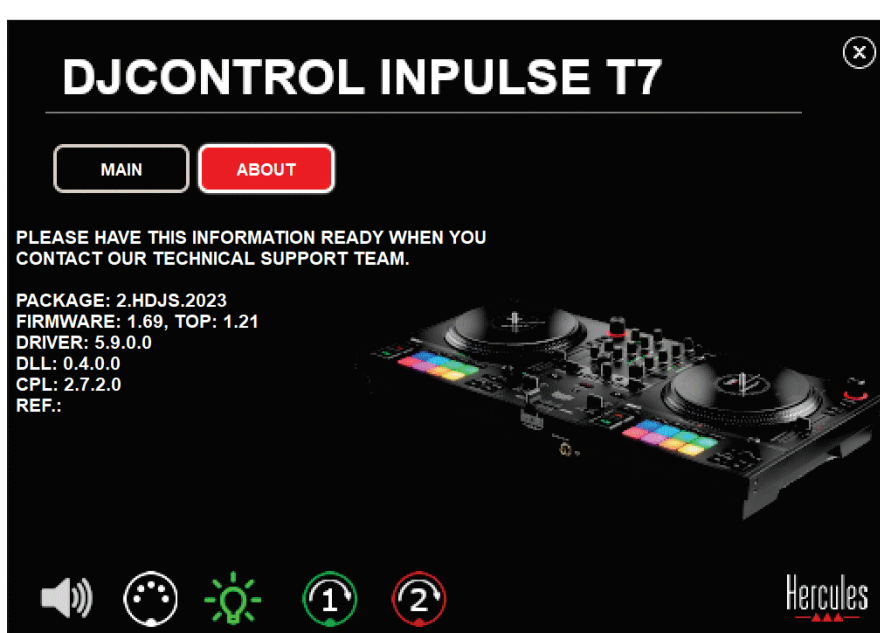 DJCONTROL INPULSE T7
MAIN
ABOUT
PLEASE HAVE THIS INFORMATION READY WHEN YOU
CONTACT OUR TECHNICAL SUPPORT TEAM.
PACKAGE: 2.HDJS.2023
FIRMWARE: 1.69, TOP: 1.21
DRIVER: 5.9.0.0
DLL: 0.4.0.0
CPL: 2.7.2.0
REF.:
1
2
Hercules